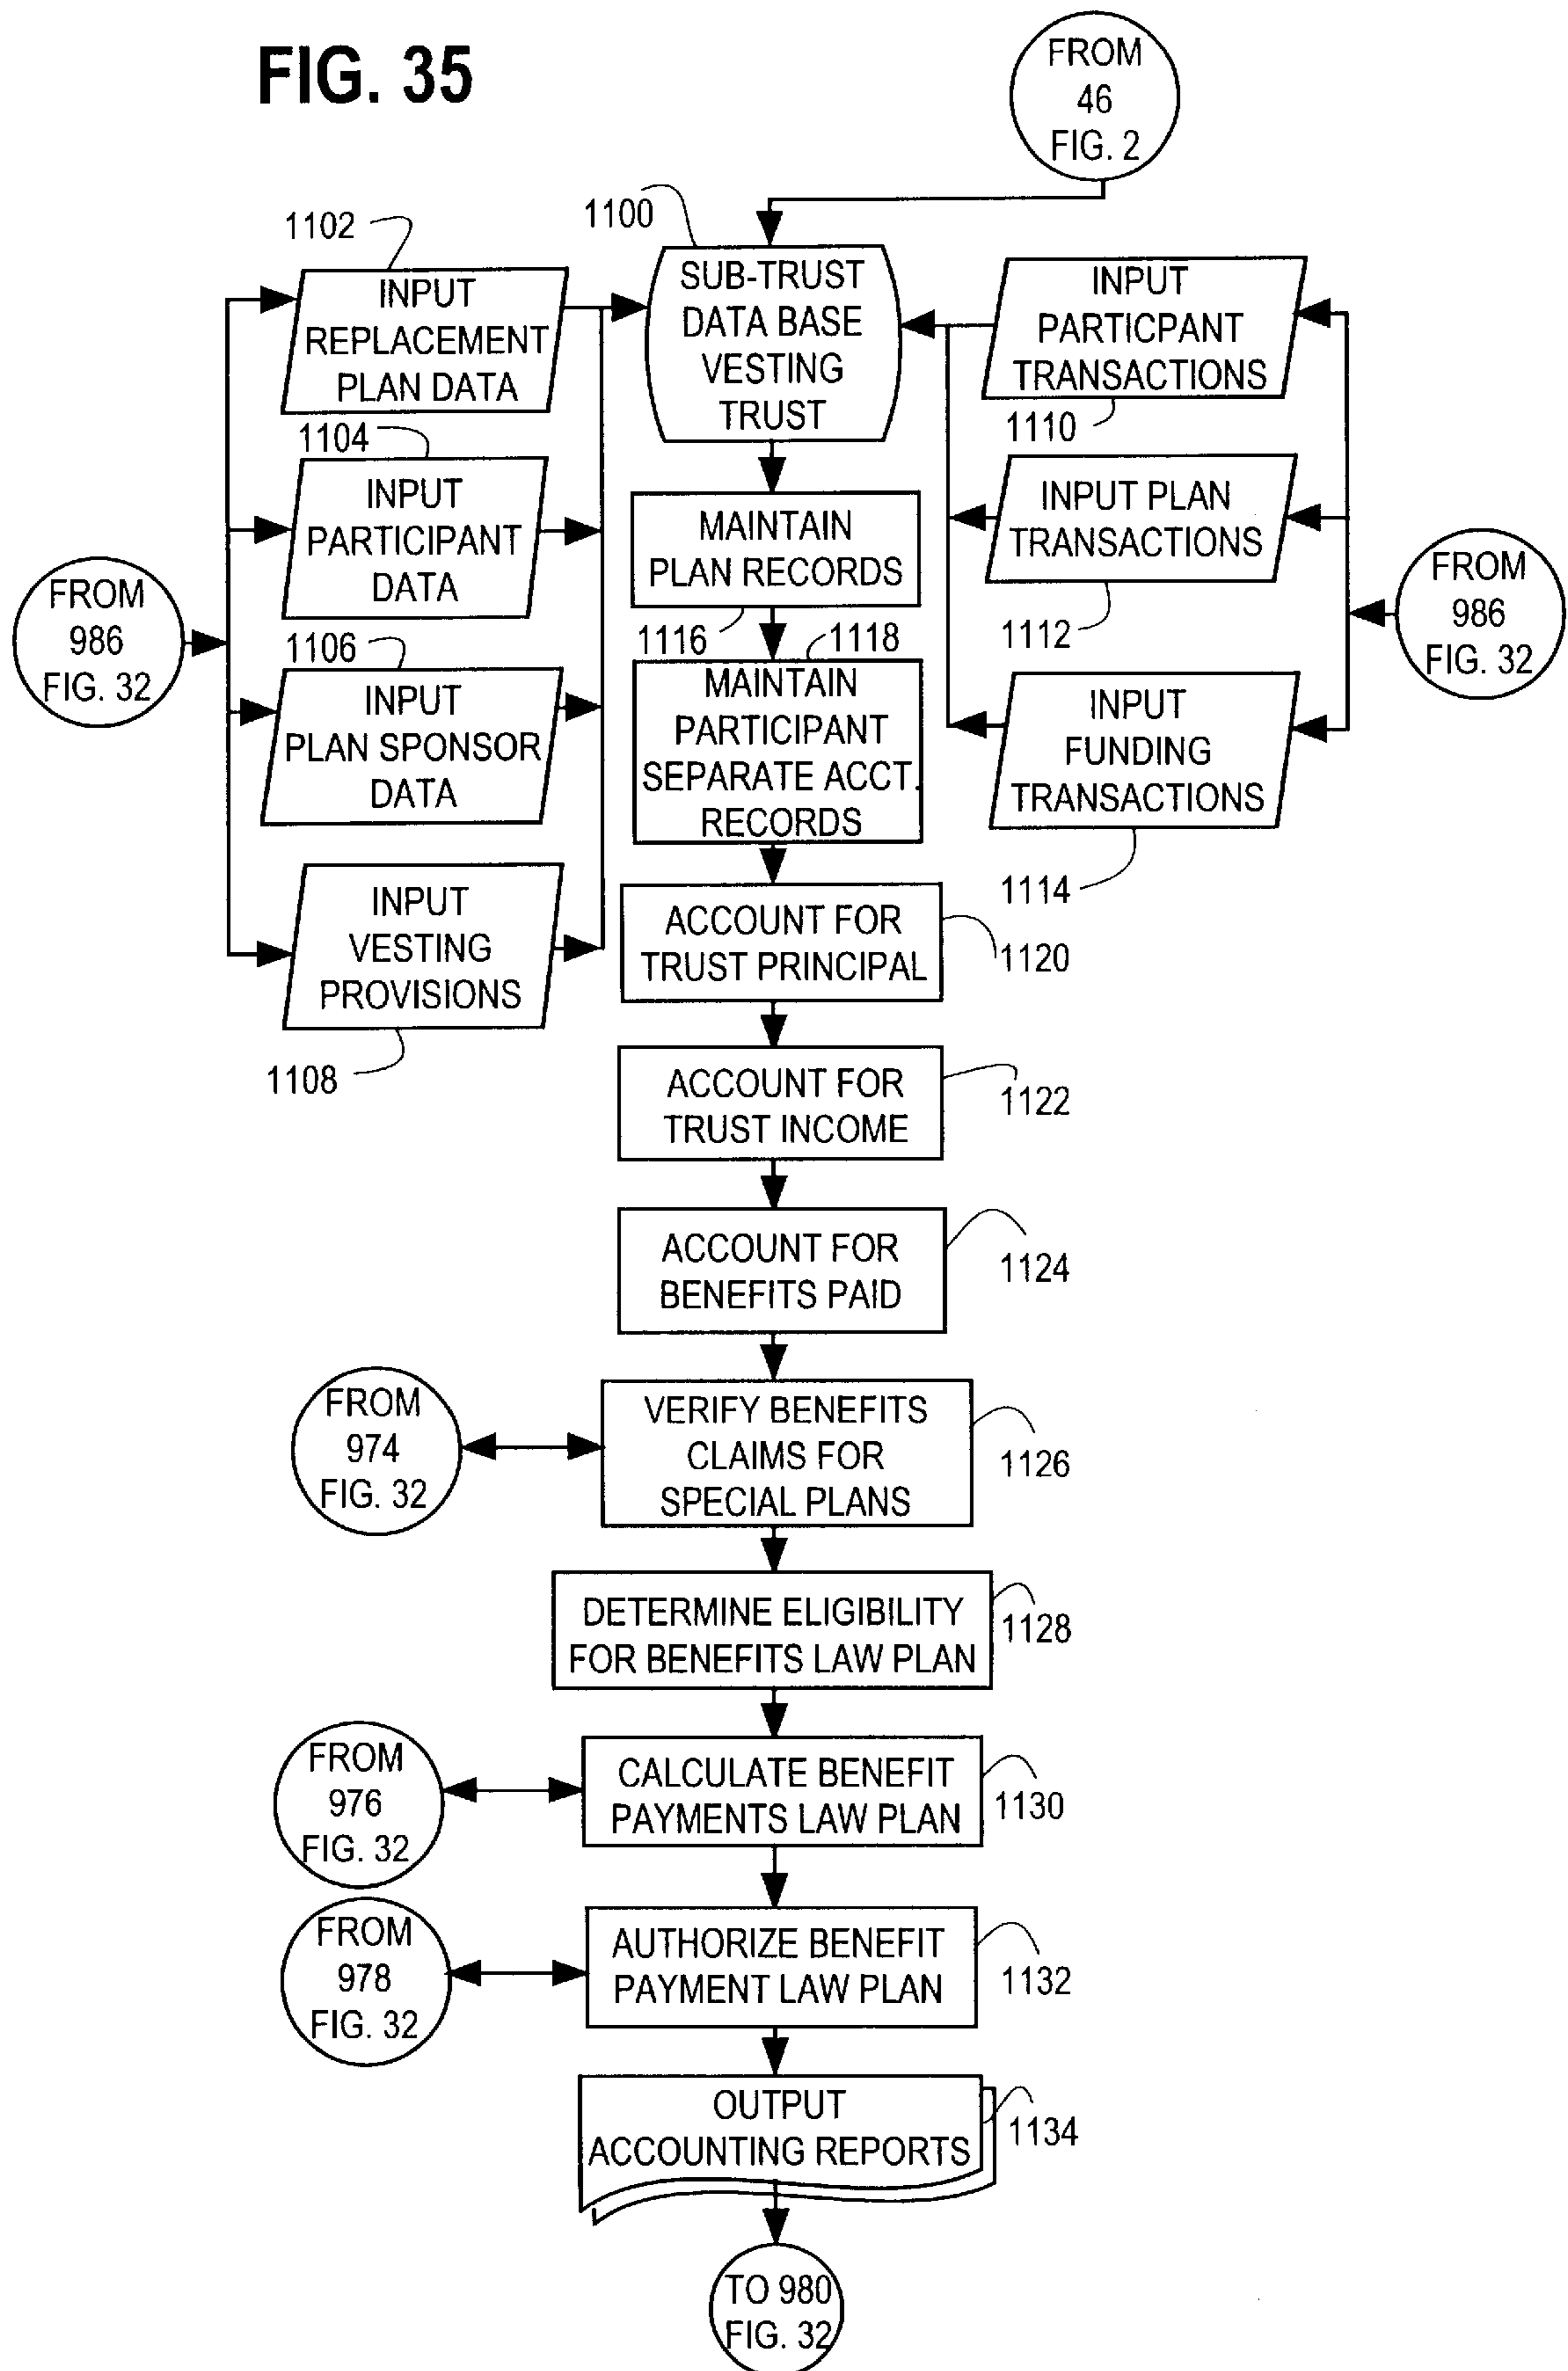 FIG. 35
FROM
46
FIG. 2
1102
INPUT
REPLACEMENT
PLAN DATA
1104
INPUT
PARTICIPANT
DATA
FROM
986
FIG. 32
1106
INPUT
PLAN SPONSOR
DATA
INPUT
VESTING
PROVISIONS
1108
1100
SUB-TRUST
DATA BASE
VESTING
TRUST
INPUT
PARTICPANT
TRANSACTIONS
1110
INPUT PLAN
TRANSACTIONS
1112
FROM
986
FIG. 32
INPUT
FUNDING
TRANSACTIONS
1114
MAINTAIN
PLAN RECORDS
1116
1118
MAINTAIN
PARTICIPANT
SEPARATE ACCT.
RECORDS
ACCOUNT FOR
TRUST PRINCIPAL
1120
ACCOUNT FOR
TRUST INCOME
1122
ACCOUNT FOR
BENEFITS PAID
1124
FROM
974
FIG. 32
VERIFY BENEFITS
CLAIMS FOR
SPECIAL PLANS
1126
DETERMINE ELIGIBILITY
FOR BENEFITS LAW PLAN
1128
FROM
976
FIG. 32
CALCULATE BENEFIT
PAYMENTS LAW PLAN
1130
FROM
978
FIG. 32
AUTHORIZE BENEFIT
PAYMENT LAW PLAN
1132
OUTPUT
ACCOUNTING REPORTS
1134
TO 980
FIG. 32